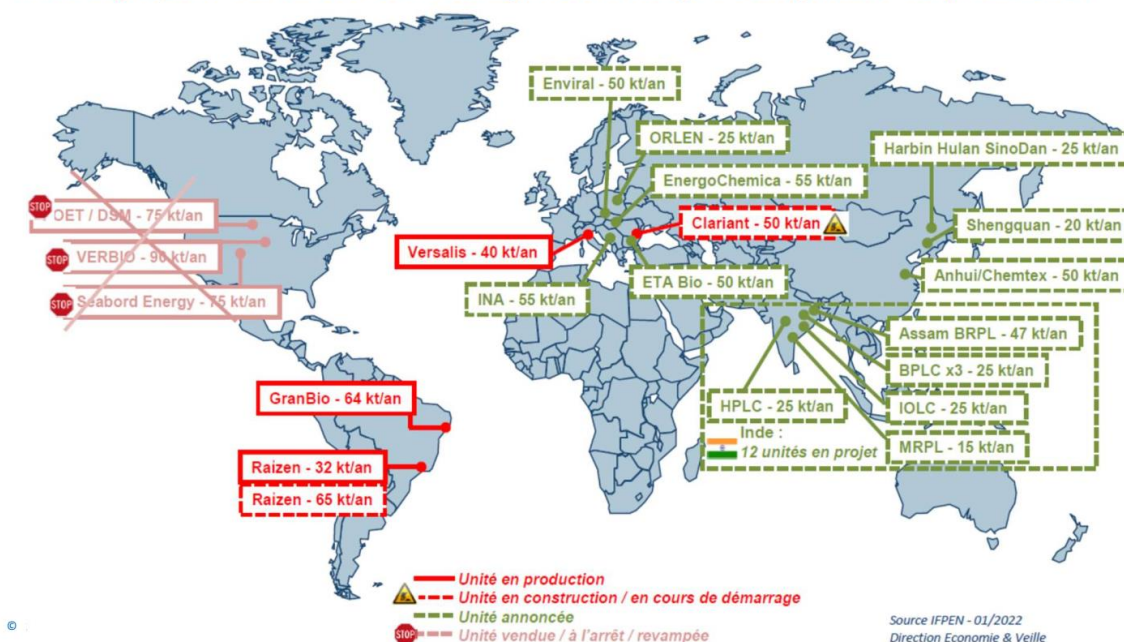 Enviral - 50 kt/an
ORLEN - 25 kt/an
Harbin Hulan SinoDan - 25 kt/an
EnergoChemica - 55 kt/an
STOP
OET / DSM - 75 kt/an
Clariant - 50 kt/an
Shengquan - 20 kt/an
Versalis - 40 kt/an
STOP
VERBIO - 90 kt/an
Anhui/Chemtex - 50 kt/an
ETA Bio - 50 kt/an
INA - 55 kt/an
STOP
Seabord Energy - 75 kt/an
Assam BRPL - 47 kt/an
BPLC x3 - 25 kt/an
GranBio - 64 kt/an
HPLC - 25 kt/an
IOLC - 25 kt/an
Inde :
12 unités en projet
MRPL - 15 kt/an
Raizen - 32 kt/an
Raizen - 65 kt/an
Unité en production
Unité en construction / en cours de démarrage
Unité annoncée
STOP
Unité vendue / à l'arrêt / revampée
Source IFPEN - 01/2022
Direction Economie & Veille
©